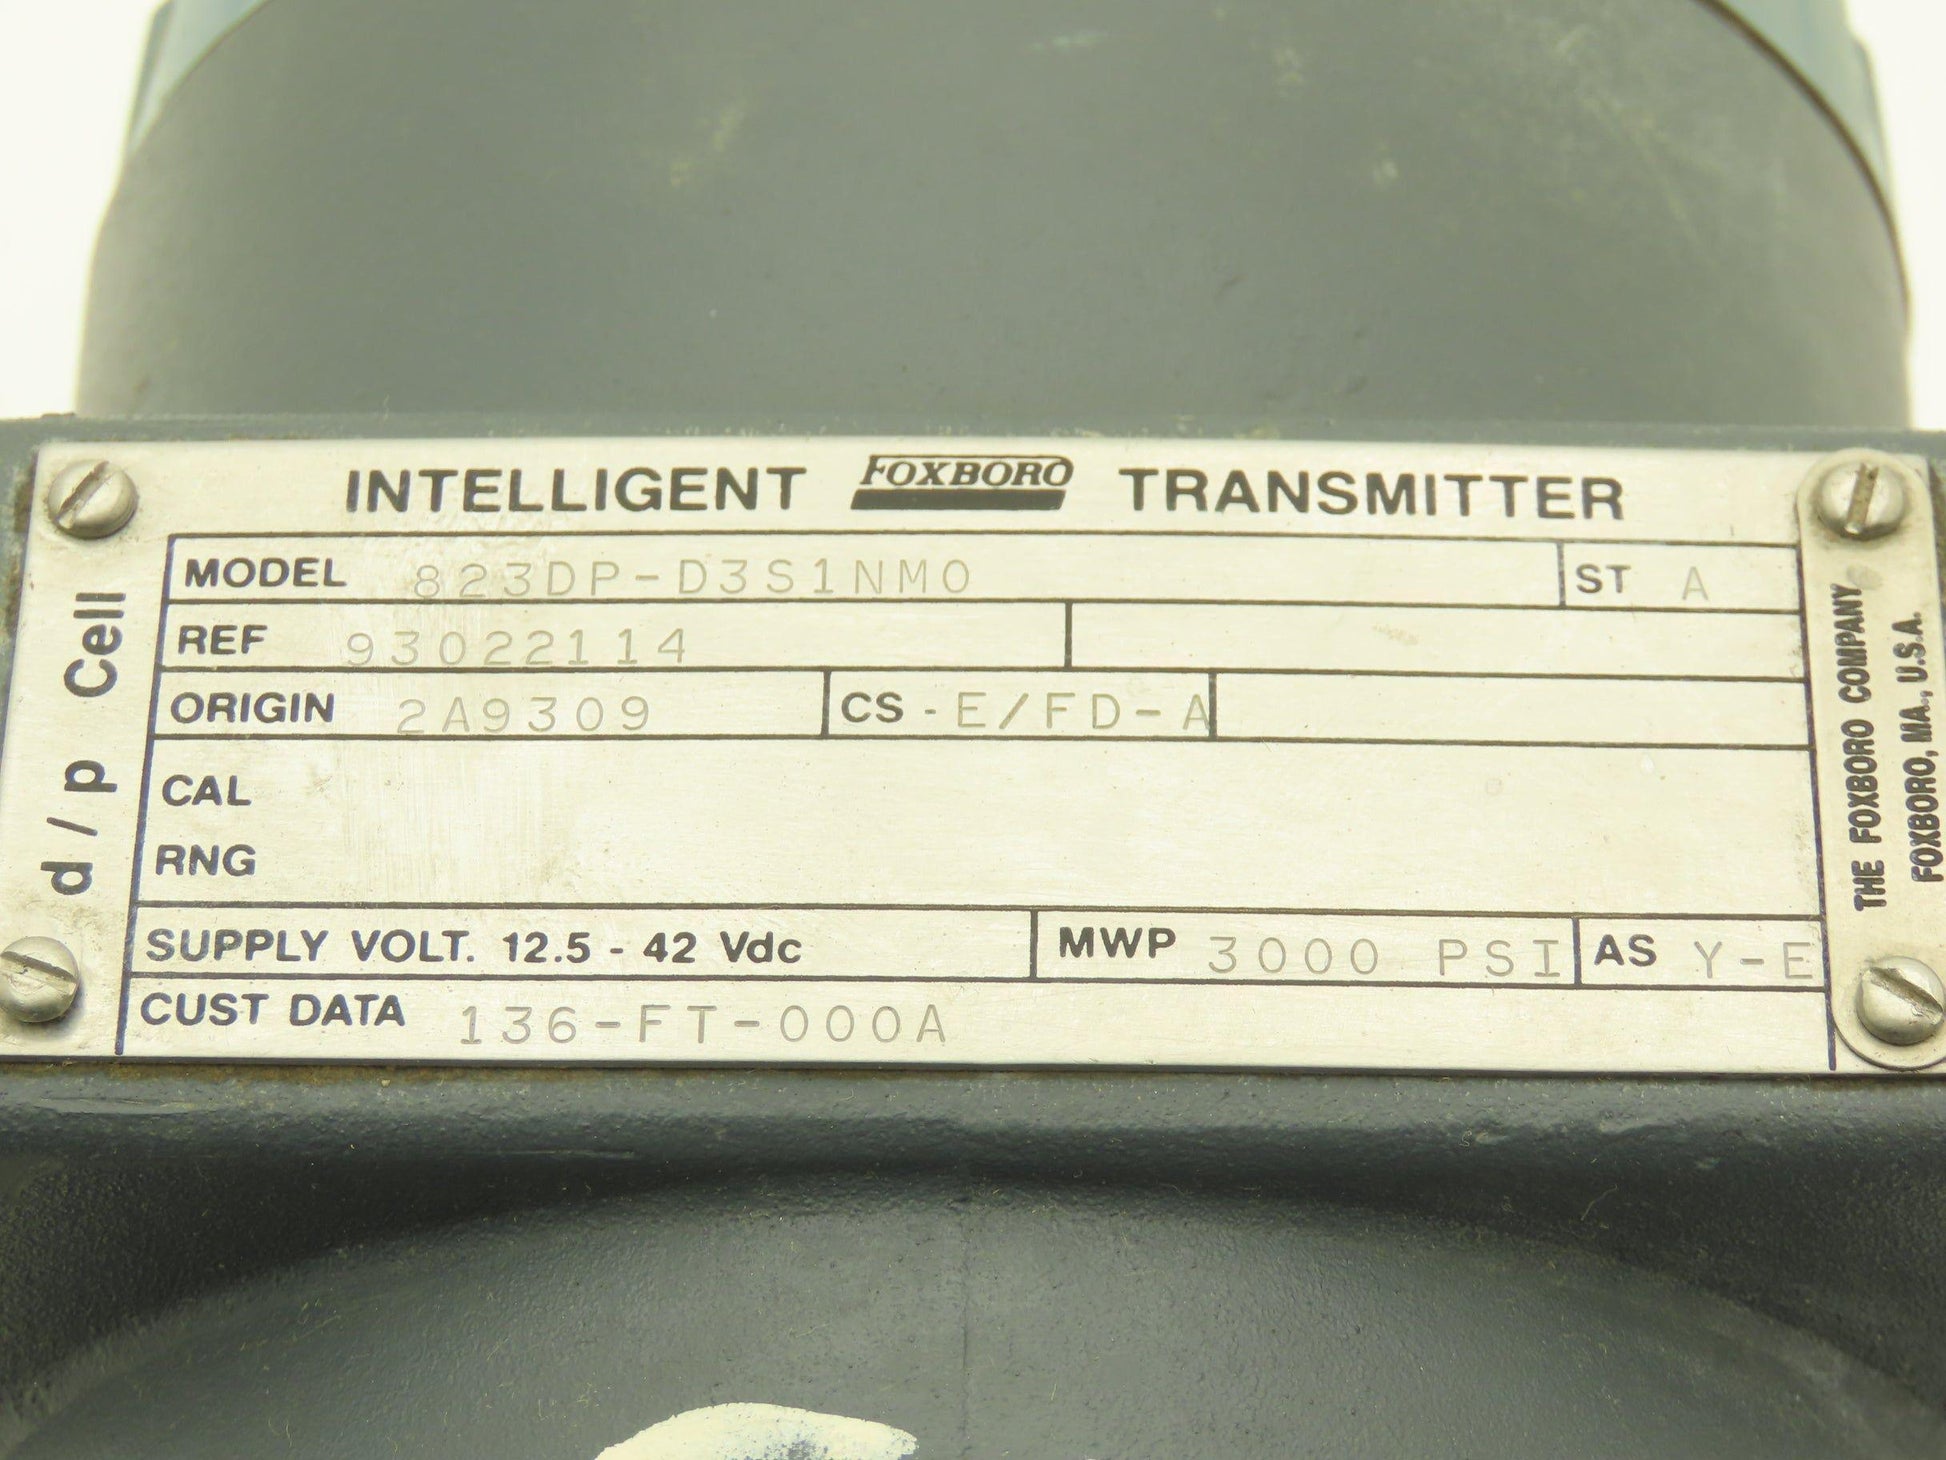 INTELLIGENT FOXBORO TRANSMITTER
d/p Cell
MODEL 823DP-D3S1NM0 ST A
REF 93022114
ORIGIN 2A9309 CS-E/FD-A
CAL
RNG
SUPPLY VOLT. 12.5 - 42 Vdc MWP 3000 PSI AS Y-E
CUST DATA 136-FT-000A
THE FOXBORO COMPANY
FOXBORO, MA., U.S.A.